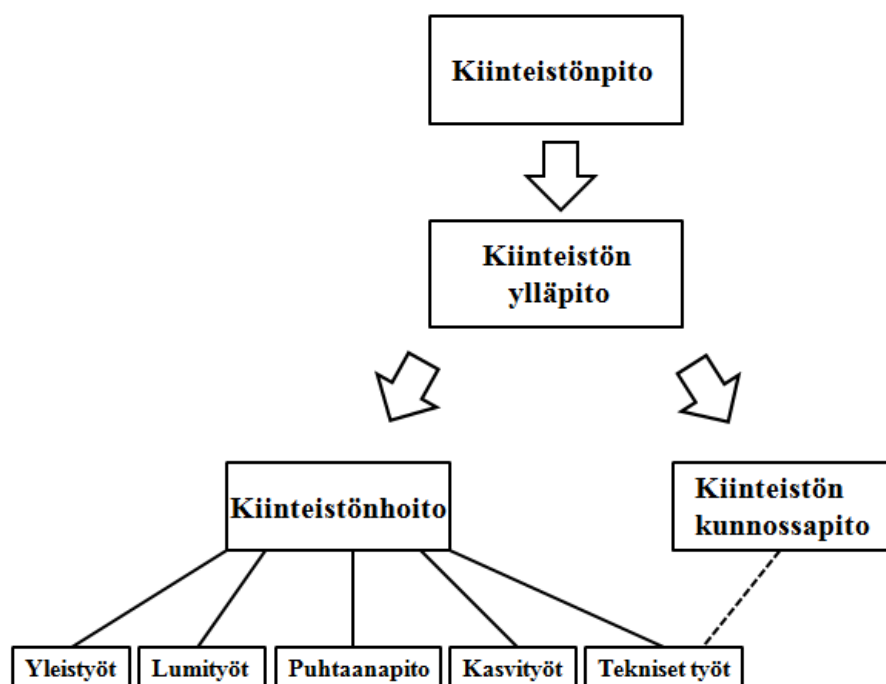 Kiinteistönpito
Kiinteistön
ylläpito
Kiinteistönhoito
Kiinteistön
kunnossapito
Yleistyöt
Lumityöt
Puhtaanapito
Kasvityöt
Tekniset työt